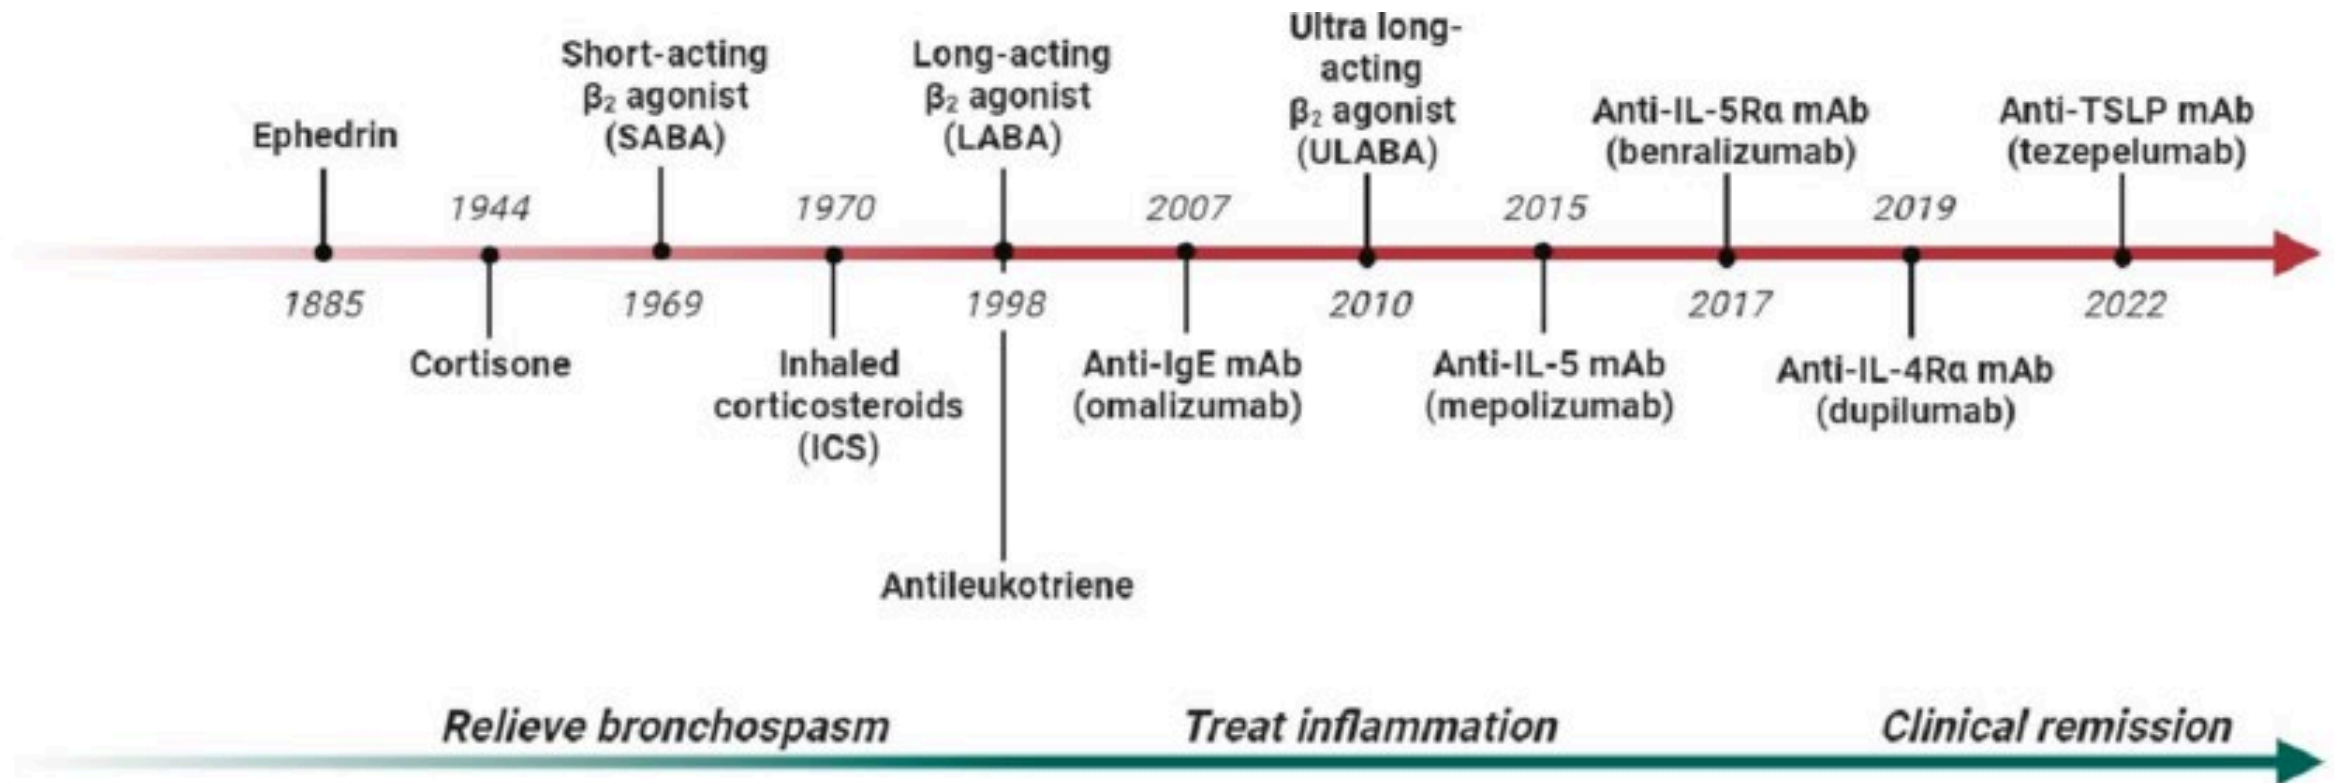 Ephedrin
1885
1944
Cortisone
Short-acting
β₂ agonist
(SABA)
1969
1970
Inhaled
corticosteroids
(ICS)
Long-acting
β₂ agonist
(LABA)
1998
Antileukotriene
2007
Anti-IgE mAb
(omalizumab)
Ultra long-
acting
β₂ agonist
(ULABA)
2010
2015
Anti-IL-5 mAb
(mepolizumab)
Anti-IL-5Rα mAb
(benralizumab)
2017
2019
Anti-IL-4Rα mAb
(dupilumab)
Anti-TSLP mAb
(tezepelumab)
2022
Relieve bronchospasm
Treat inflammation
Clinical remission